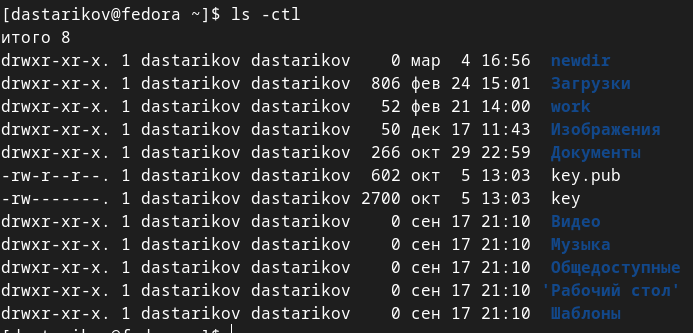 [dastarikov@fedora ~]$ ls -ctl
итого 8
drwxr-xr-x. 1 dastarikov dastarikov    0 мар  4 16:56  newdir
drwxr-xr-x. 1 dastarikov dastarikov  806 фев 24 15:01  Загрузки
drwxr-xr-x. 1 dastarikov dastarikov   52 фев 21 14:00  work
drwxr-xr-x. 1 dastarikov dastarikov   50 дек 17 11:43  Изображения
drwxr-xr-x. 1 dastarikov dastarikov  266 окт 29 22:59  Документы
-rw-r--r--. 1 dastarikov dastarikov  602 окт  5 13:03  key.pub
-rw-------. 1 dastarikov dastarikov 2700 окт  5 13:03  key
drwxr-xr-x. 1 dastarikov dastarikov    0 сен 17 21:10  Видео
drwxr-xr-x. 1 dastarikov dastarikov    0 сен 17 21:10  Музыка
drwxr-xr-x. 1 dastarikov dastarikov    0 сен 17 21:10  Общедоступные
drwxr-xr-x. 1 dastarikov dastarikov    0 сен 17 21:10 'Рабочий стол'
drwxr-xr-x. 1 dastarikov dastarikov    0 сен 17 21:10  Шаблоны
[dastarikov@fedora ~]$